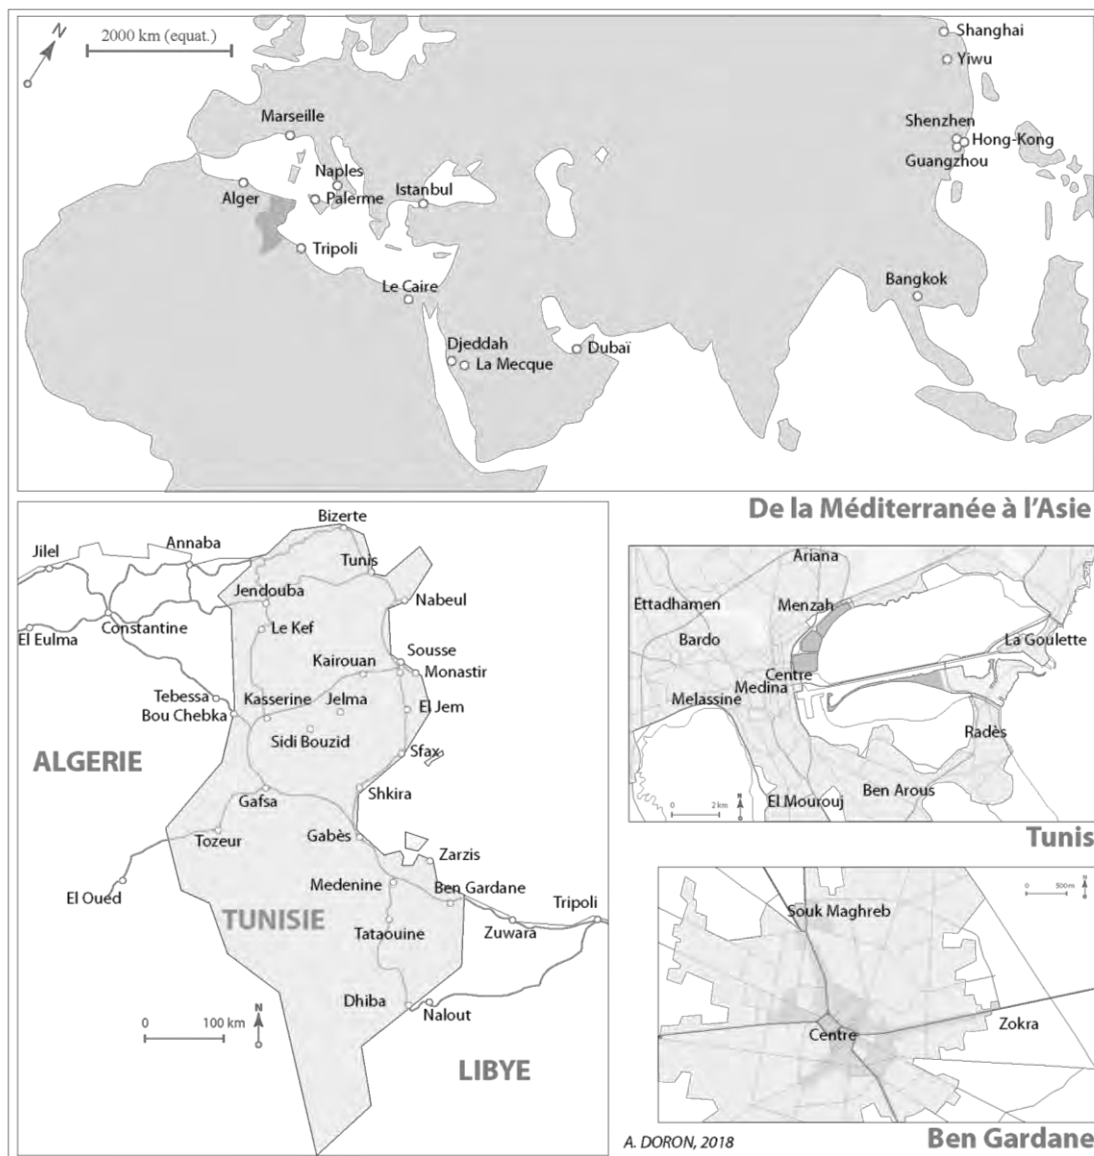 N
2000 km (equat.)
Shanghai
Yiwu
Marseille
Shenzhen
Hong-Kong
Guangzhou
Naples
Istanbul
Alger
Palerme
Tripoli
Le Caire
Bangkok
Djeddah
Dubaï
La Mecque
De la Méditerranée à l'Asie
Bizerte
Annaba
Jilel
Tunis
Jendouba
Nabeul
Constantine
El Eulma
Le Kef
Sousse
Kairouan
Monastir
Tebessa
Kasserine
Jelma
El Jem
Bou Chebka
Sidi Bouzid
Sfax
ALGERIE
Gafsa
Shkira
Tozeur
Gabès
Zarzis
Medenine
Ben Gardane
El Oued
TUNISIE
Tripoli
Tataouine
Zuwara
Dhiba
Nalout
N
0 100 km
LIBYE
Ariana
Ettadhamen
Menzah
Bardo
La Goulette
Centre
Medina
Melassine
Radès
Ben Arous
El Mourouj
0 2 km
N
Tunis
0 500 m
N
Souk Maghreb
Zokra
Centre
A. DORON, 2018
Ben Gardane